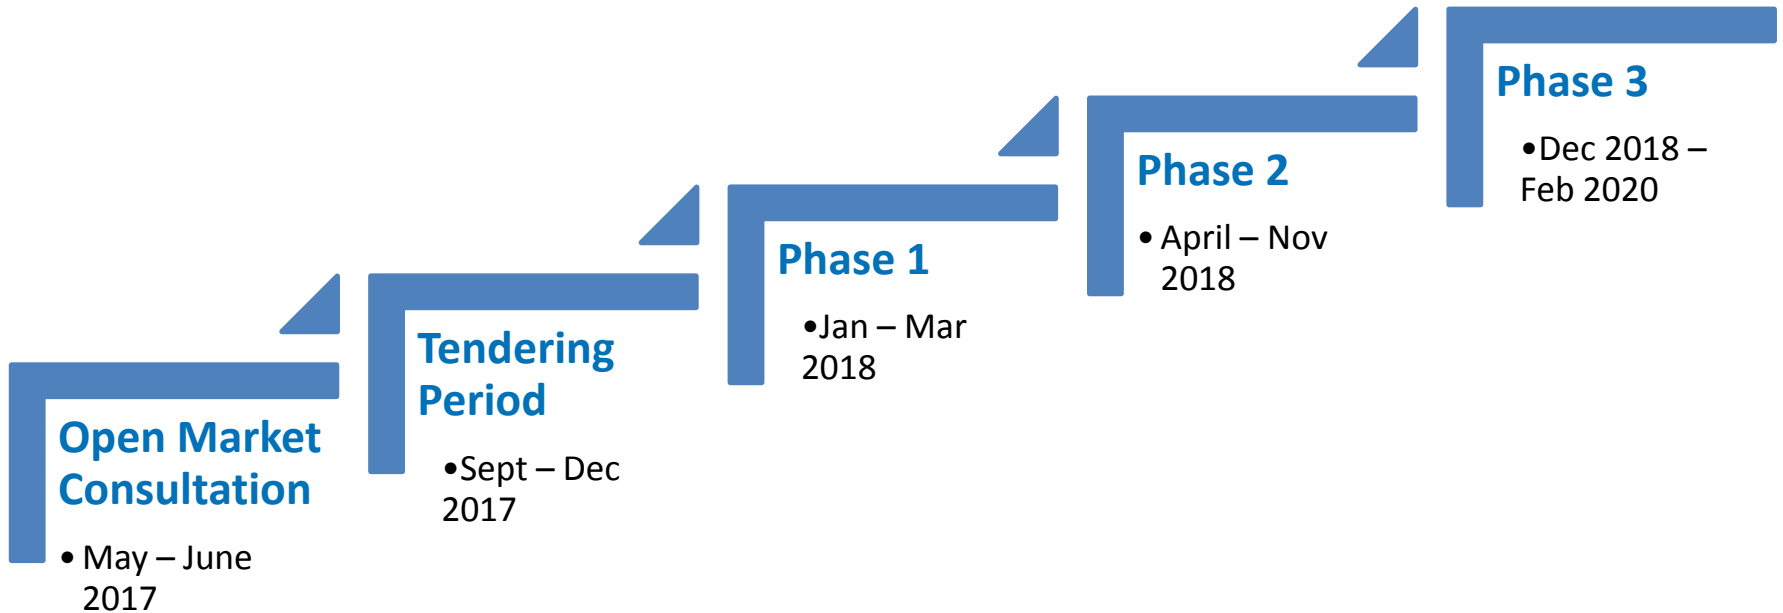 Open Market
Consultation
• May – June
2017
Tendering
Period
•Sept – Dec
2017
Phase 1
•Jan – Mar
2018
Phase 2
• April – Nov
2018
Phase 3
•Dec 2018 –
Feb 2020